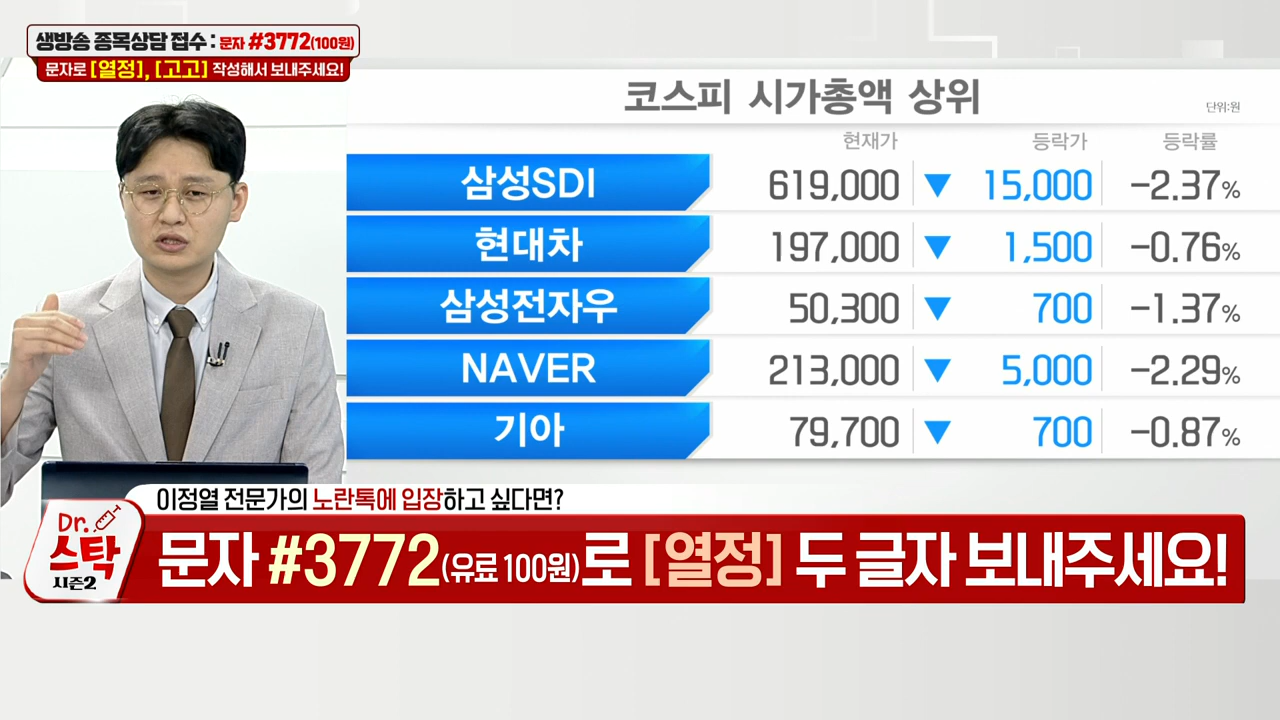 생방송 종목상담 접수 : 문자 #3772(100원)
문자로 [열정], [고고] 작성해서 보내주세요!
코스피 시가총액 상위
단위:원
현재가 등락가 등락률
삼성SDI 619,000 ▼ 15,000 -2.37%
현대차 197,000 ▼ 1,500 -0.76%
삼성전자우 50,300 ▼ 700 -1.37%
NAVER 213,000 ▼ 5,000 -2.29%
기아 79,700 ▼ 700 -0.87%
이정열 전문가의 노란톡에 입장하고 싶다면?
Dr.
스탁
시즌2
문자 #3772(유료 100원)로 [열정] 두 글자 보내주세요!